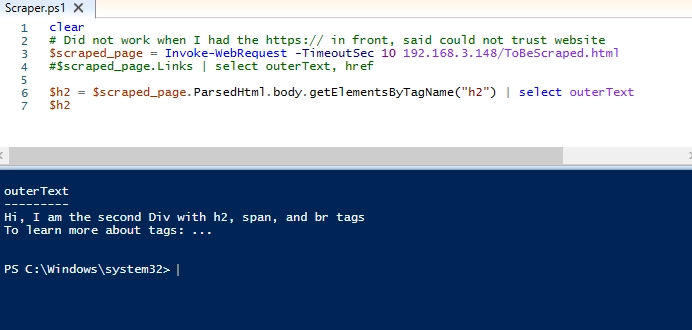 Scraper.ps1 X
1 clear
2 # Did not work when I had the https:// in front, said could not trust website
3 $scraped_page = Invoke-WebRequest -TimeoutSec 10 192.168.3.148/ToBeScraped.html
4 #$scraped_page.Links | select outerText, href
5
6 $h2 = $scraped_page.ParsedHtml.body.getElementsByTagName("h2") | select outerText
7 $h2
outerText
---------
Hi, I am the second Div with h2, span, and br tags
To learn more about tags: ...
PS C:\Windows\system32>